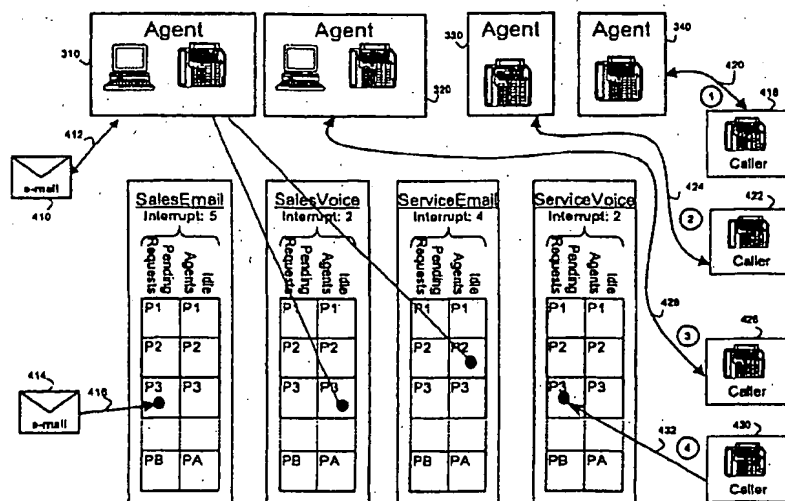 310
Agent
Agent
320
330
Agent
Agent
340
420
1
418
Caller
412
e-mail
410
424
2
422
Caller
SalesEmail
Interrupt: 5
Pending Requests
Idle Agents
P1 P1
P2 P2
P3 P3
PB PA
SalesVoice
Interrupt: 2
Pending Requests
Idle Agents
P1 P1
P2 P2
P3 P3
PB PA
ServiceEmail
Interrupt: 4
Pending Requests
Idle Agents
P1 P1
P2 P2
P3 P3
PB PA
ServiceVoice
Interrupt: 2
Pending Requests
Idle Agents
P1 P1
P2 P2
P3 P3
PB PA
3
426
Caller
414
e-mail
416
432
4
430
Caller